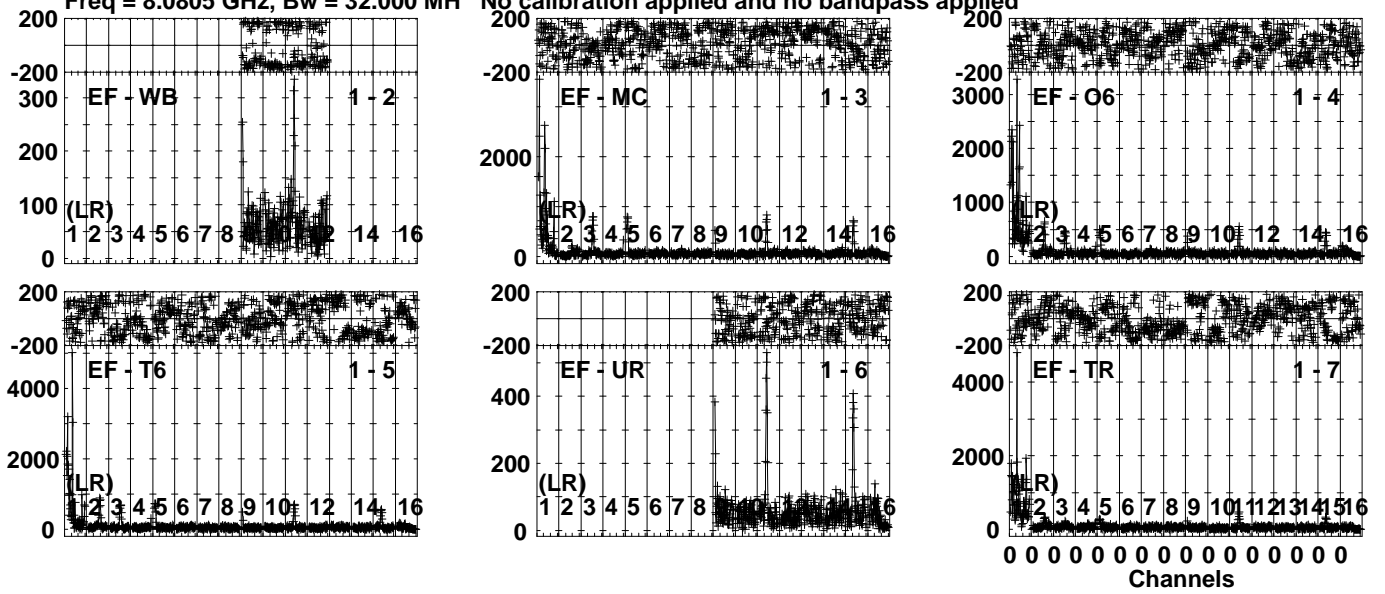 Freq = 8.0805 GHz, Bw = 32.000 MH No calibration applied and no bandpass applied
200
-200
EF - WB 1 - 2
300
200
100
0
(LR)
1 2 3 4 5 6 7 8 14 16
200
-200
EF - MC 1 - 3
2000
0
(LR)
2 3 4 5 6 7 8 9 10 12 14 16
200
-200
EF - O6 1 - 4
3000
2000
1000
0
(LR)
2 3 4 5 6 7 8 9 10 12 14 16
200
-200
EF - T6 1 - 5
4000
2000
0
(LR)
1 2 3 4 5 6 7 8 9 10 12 14 16
200
-200
EF - UR 1 - 6
400
200
0
(LR)
1 2 3 4 5 6 7 8 6
200
-200
EF - TR 1 - 7
4000
2000
0
(LR)
2 3 4 5 6 7 8 9 10 11 12 13 14 15 16
0 0 0 0 0 0 0 0 0 0 0 0 0 0 0 0
Channels